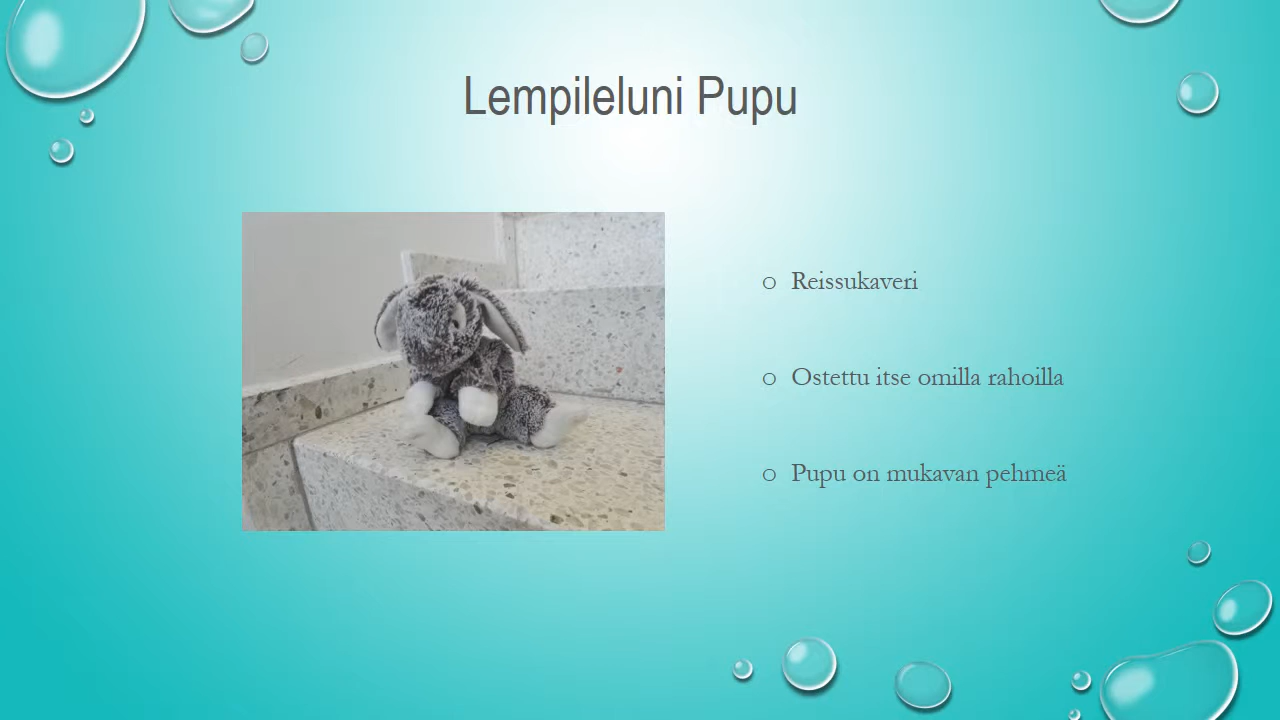 Lempileluni Pupu
o Reissukaveri
o Ostettu itse omilla rahoilla
o Pupu on mukavan pehmeä